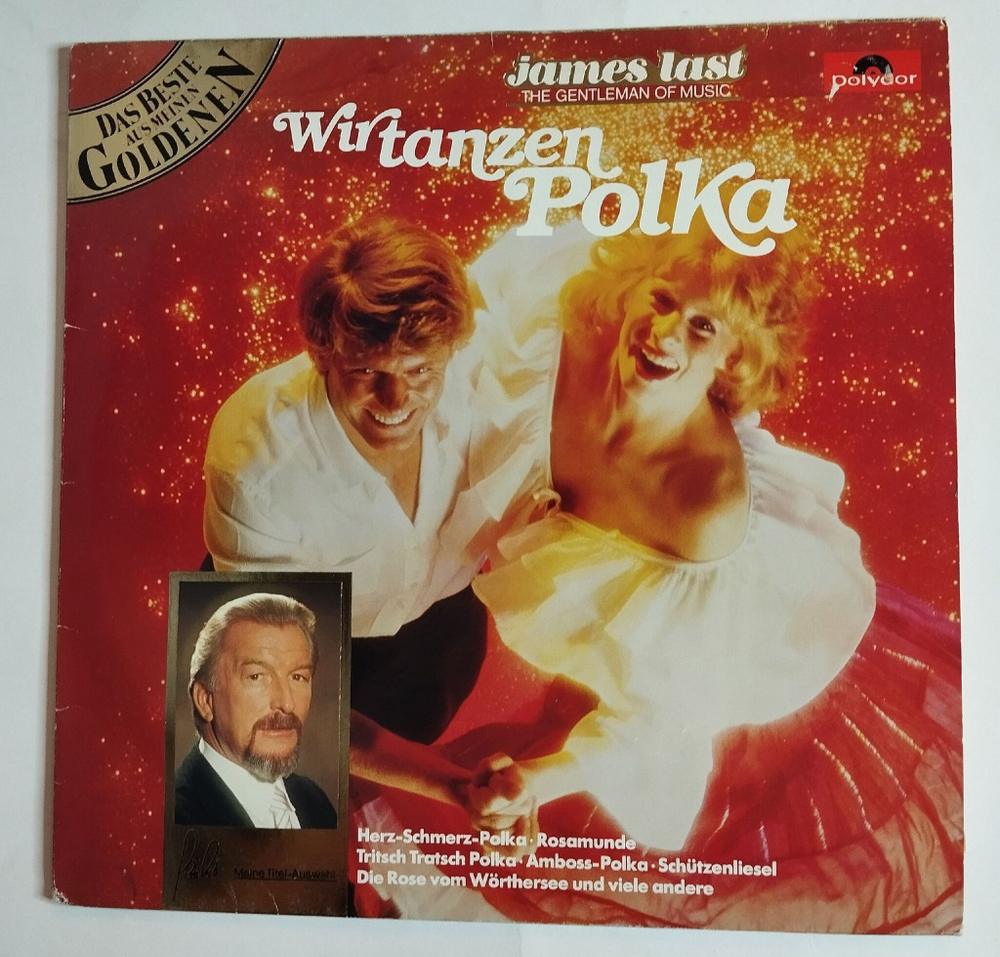 DAS BESTE
AUS MEINEN
GOLDENEN
james last
THE GENTLEMAN OF MUSIC
polydor
Wir tanzen
Polka
Meine Titel-Auswahl
Herz-Schmerz-Polka · Rosamunde
Tritsch Tratsch Polka · Amboss-Polka · Schützenliesel
Die Rose vom Wörthersee und viele andere